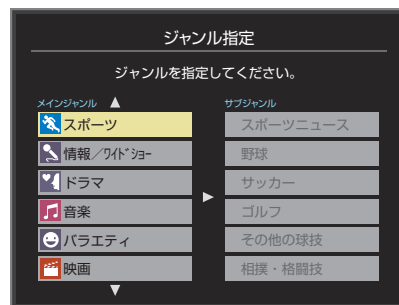 ジャンル指定
ジャンルを指定してください。
メインジャンル
スポーツ
情報／ワイドショー
ドラマ
音楽
バラエティ
映画
サブジャンル
スポーツニュース
野球
サッカー
ゴルフ
その他の球技
相撲・格闘技